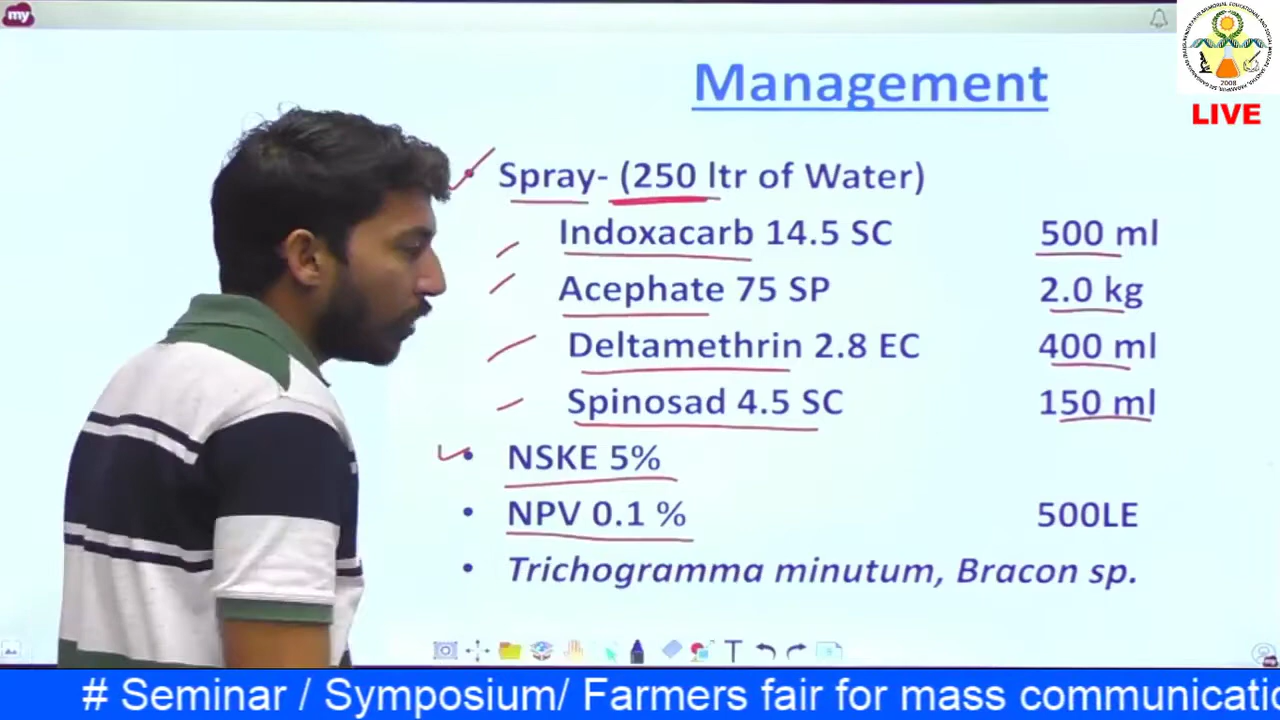 my
Management
LIVE
2008
• Spray- (250 ltr of Water)
Indoxacarb 14.5 SC 500 ml
Acephate 75 SP 2.0 kg
Deltamethrin 2.8 EC 400 ml
Spinosad 4.5 SC 150 ml
• NSKE 5%
• NPV 0.1 % 500LE
• Trichogramma minutum, Bracon sp.
T
# Seminar / Symposium/ Farmers fair for mass communicatio